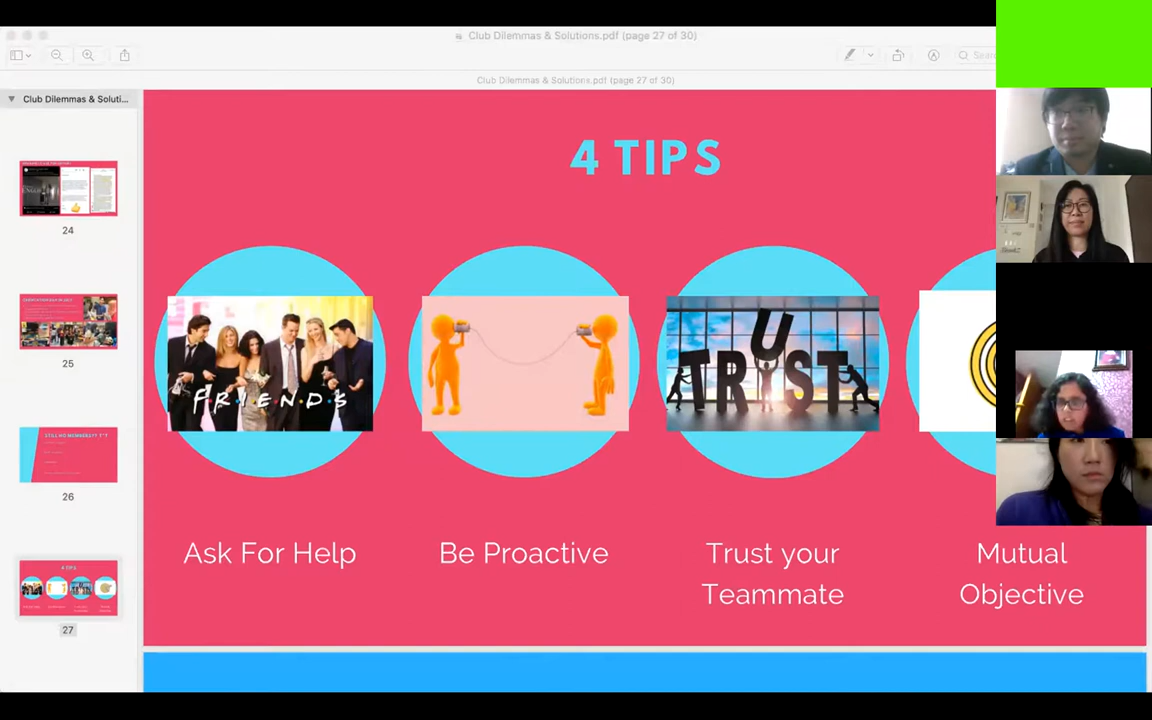 Club Dilemmas & Solutions.pdf (page 27 of 30)
Sear
Club Dilemmas & Solutions.pdf (page 27 of 30)
Club Dilemmas & Soluti...
4 TIPS
24
25
26
27
F•R•I•E•N•D•S
TRUST
Ask For Help
Be Proactive
Trust your
Teammate
Mutual
Objective